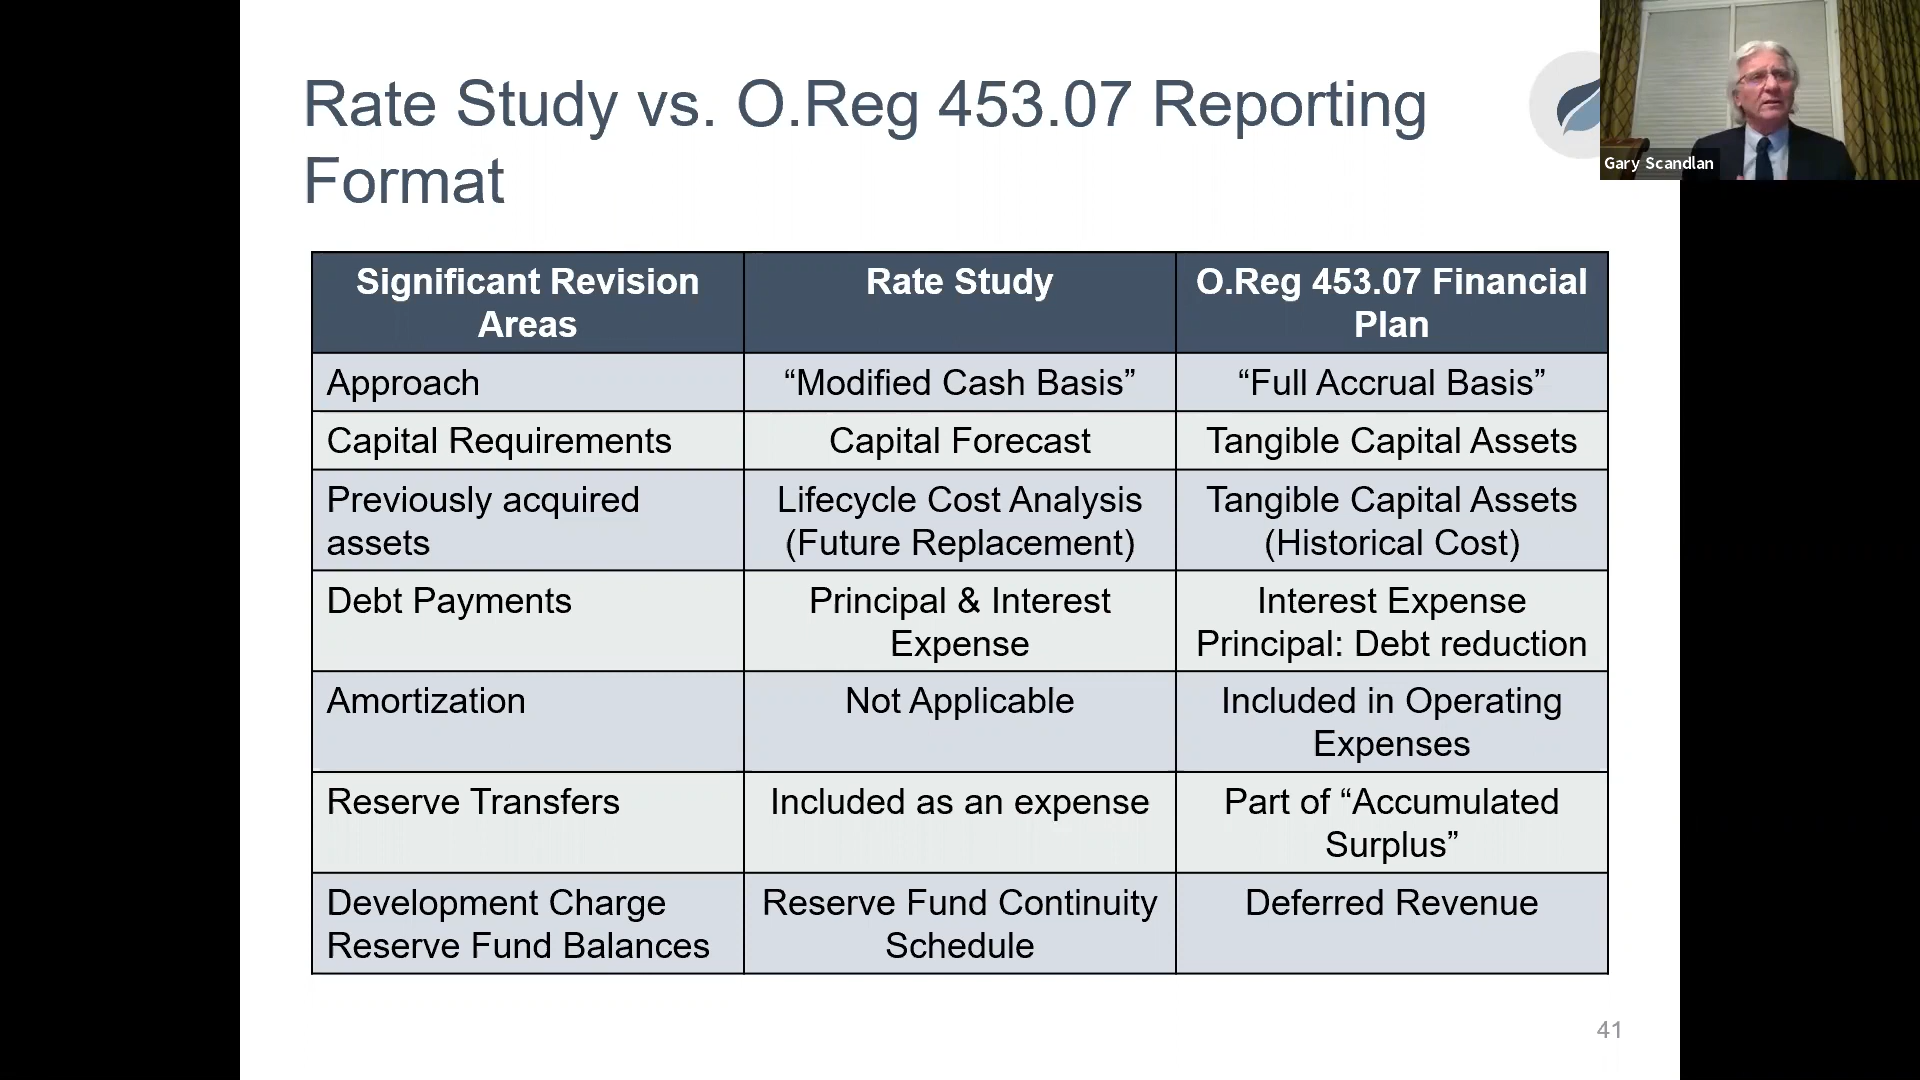 Rate Study vs. O.Reg 453.07 Reporting
Format
Gary Scandlan
Significant Revision
Areas
Rate Study
O.Reg 453.07 Financial
Plan
Approach
“Modified Cash Basis”
“Full Accrual Basis”
Capital Requirements
Capital Forecast
Tangible Capital Assets
Previously acquired
assets
Lifecycle Cost Analysis
(Future Replacement)
Tangible Capital Assets
(Historical Cost)
Debt Payments
Principal & Interest
Expense
Interest Expense
Principal: Debt reduction
Amortization
Not Applicable
Included in Operating
Expenses
Reserve Transfers
Included as an expense
Part of “Accumulated
Surplus”
Development Charge
Reserve Fund Balances
Reserve Fund Continuity
Schedule
Deferred Revenue
41